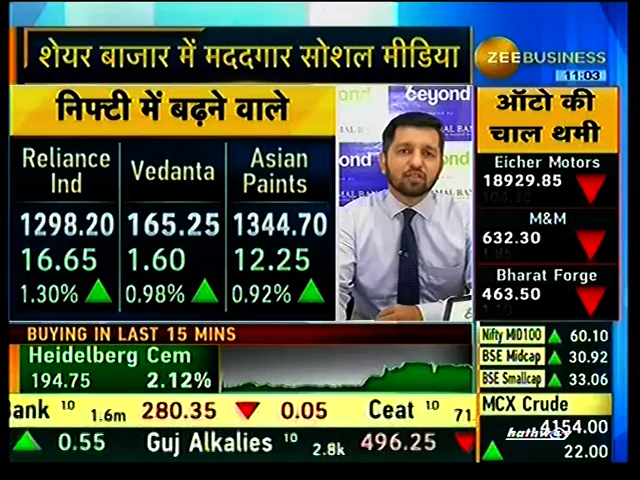 शेयर बाजार में मददगार सोशल मीडिया
ZEEBUSINESS
11:03
निफ्टी में बढ़ने वाले
Reliance Ind
1298.20
16.65
1.30%
Vedanta
165.25
1.60
0.98%
Asian Paints
1344.70
12.25
0.92%
beyond
ऑटो की
चाल थमी
Eicher Motors
18929.85
M&M
632.30
Bharat Forge
463.50
BUYING IN LAST 15 MINS
Heidelberg Cem
194.75 2.12%
Nifty MID100 60.10
BSE Midcap 30.92
BSE Smallcap 33.06
MCX Crude
4154.00
hathway
22.00
Bank 10 1.6m 280.35 0.05 Ceat 10 71
0.55 Guj Alkalies 10 2.8k 496.25